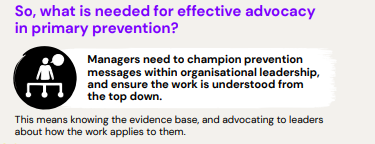 So, what is needed for effective advocacy
in primary prevention?
Managers need to champion prevention
messages within organisational leadership,
and ensure the work is understood from
the top down.
This means knowing the evidence base, and advocating to leaders
about how the work applies to them.